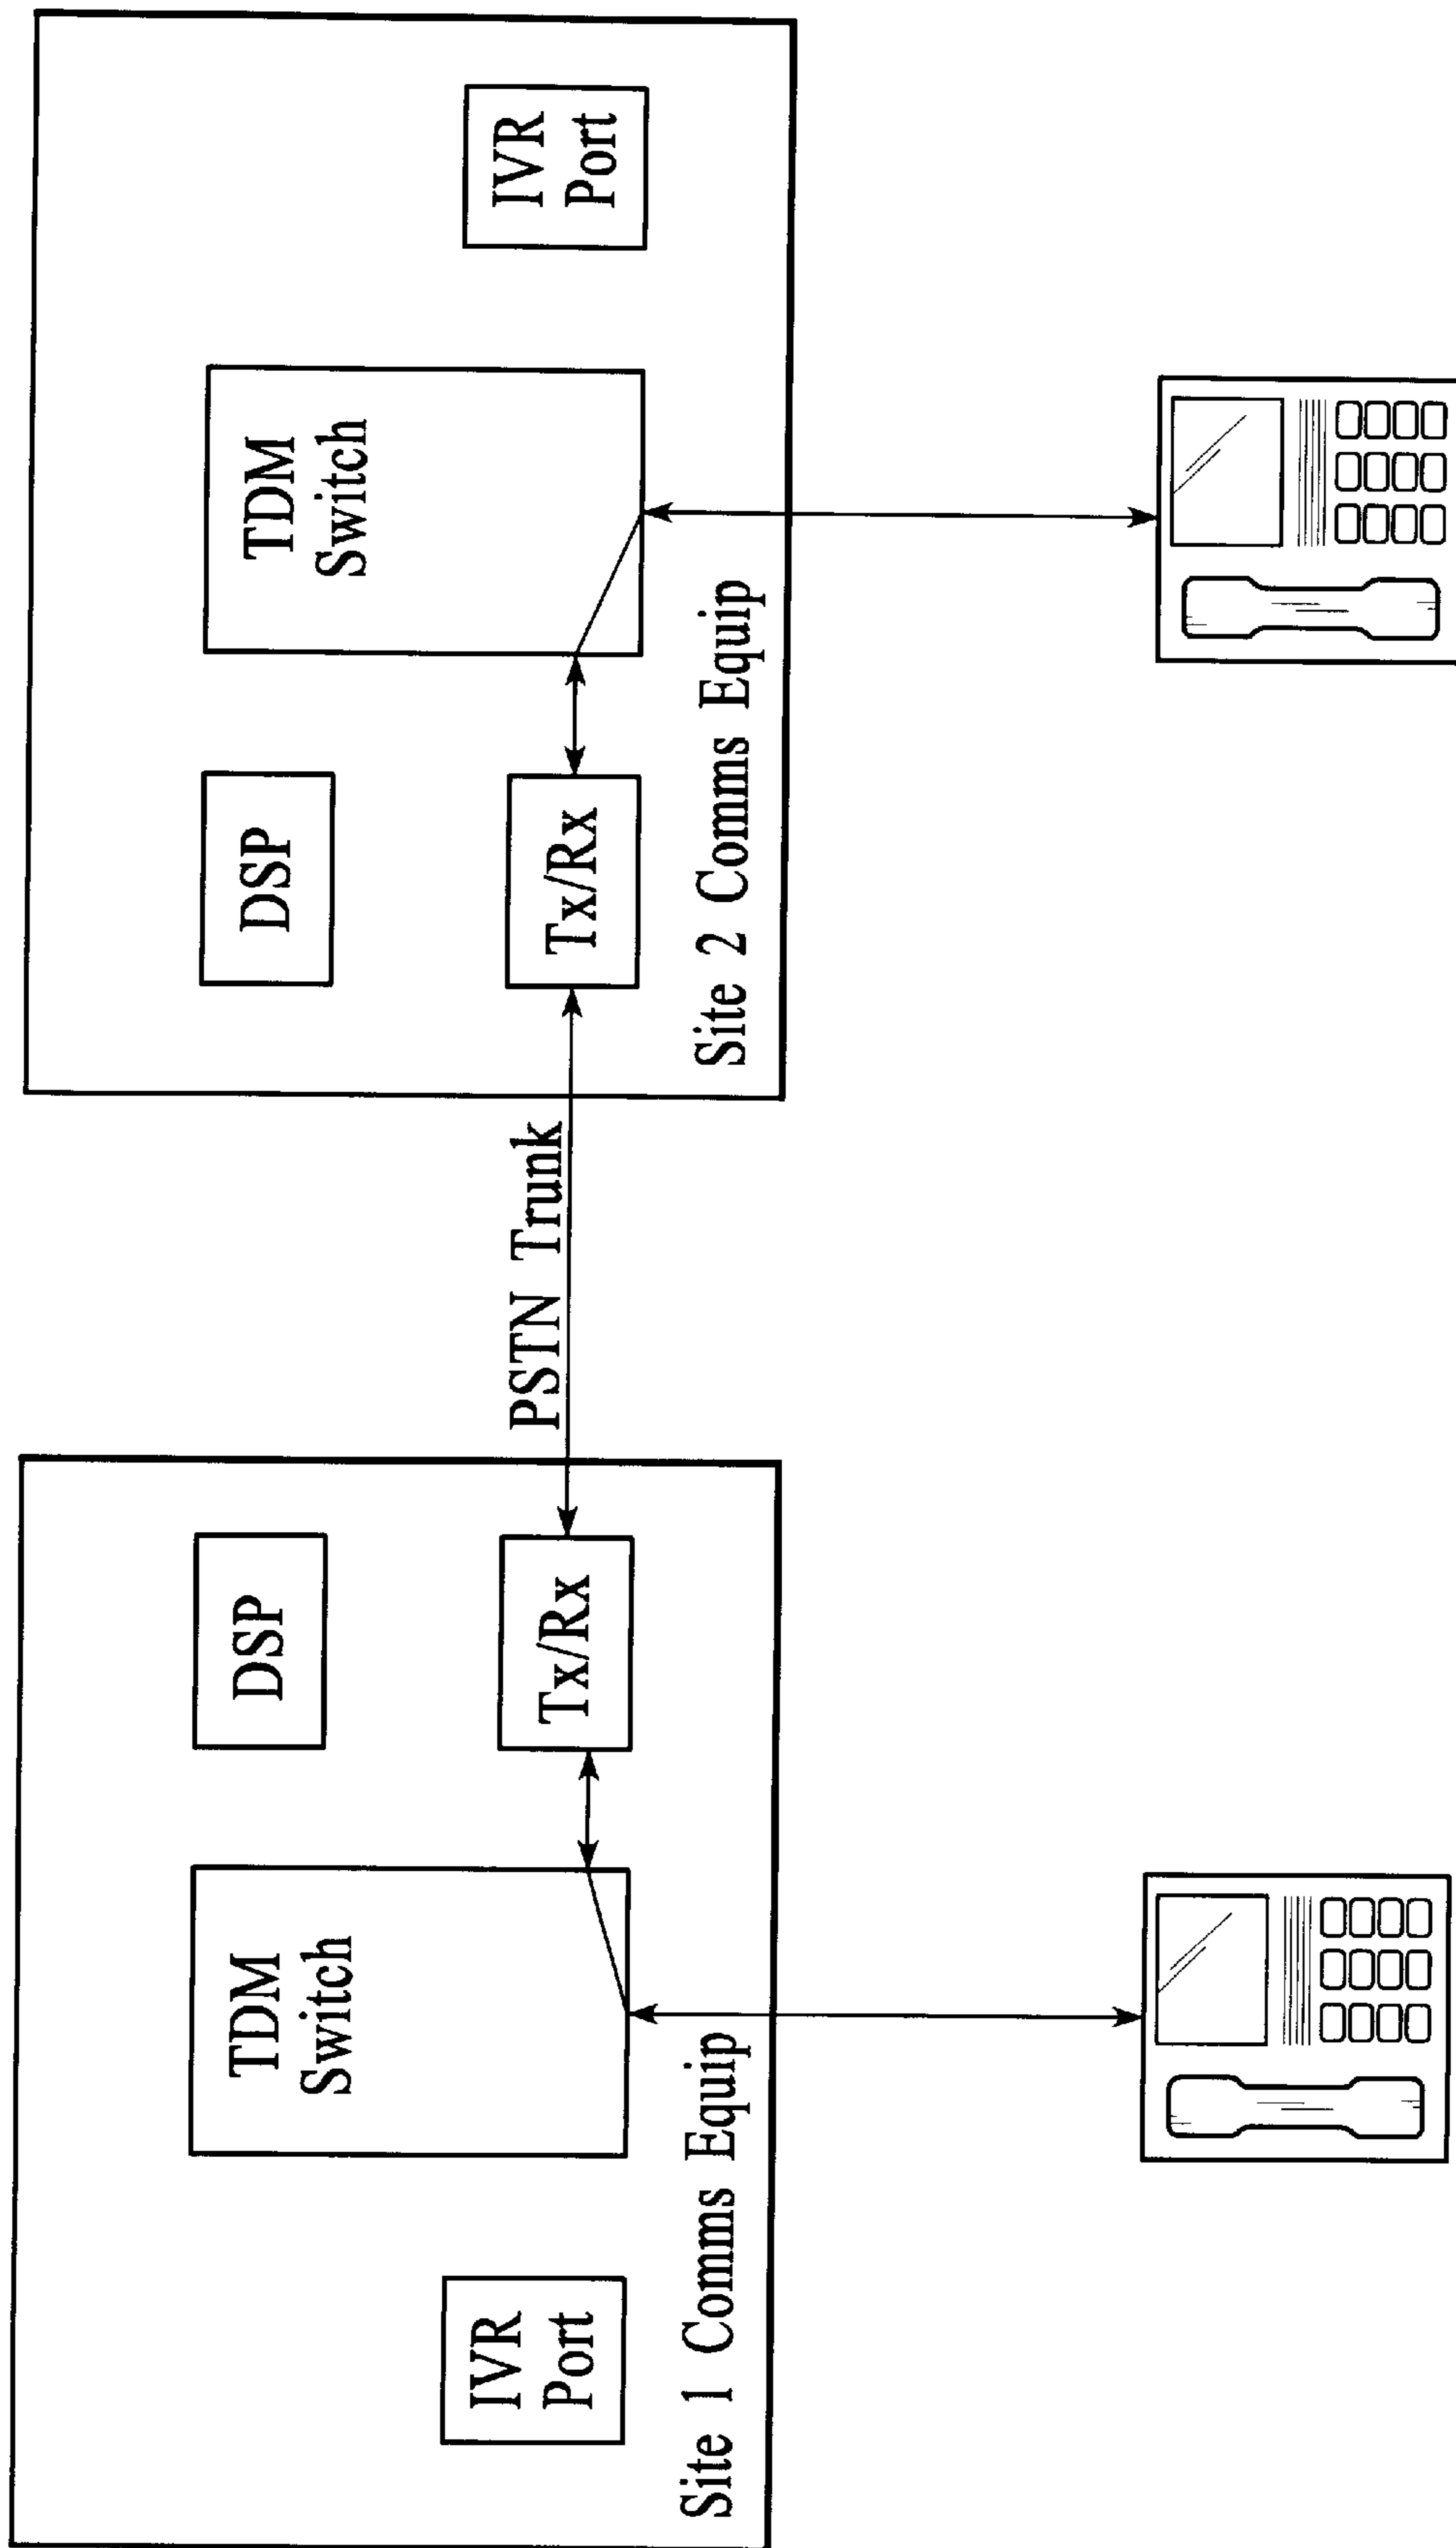 DSP
TDM
Switch
IVR
Port
Tx/Rx
Site 1 Comms Equip
PSTN Trunk
DSP
TDM
Switch
IVR
Port
Tx/Rx
Site 2 Comms Equip